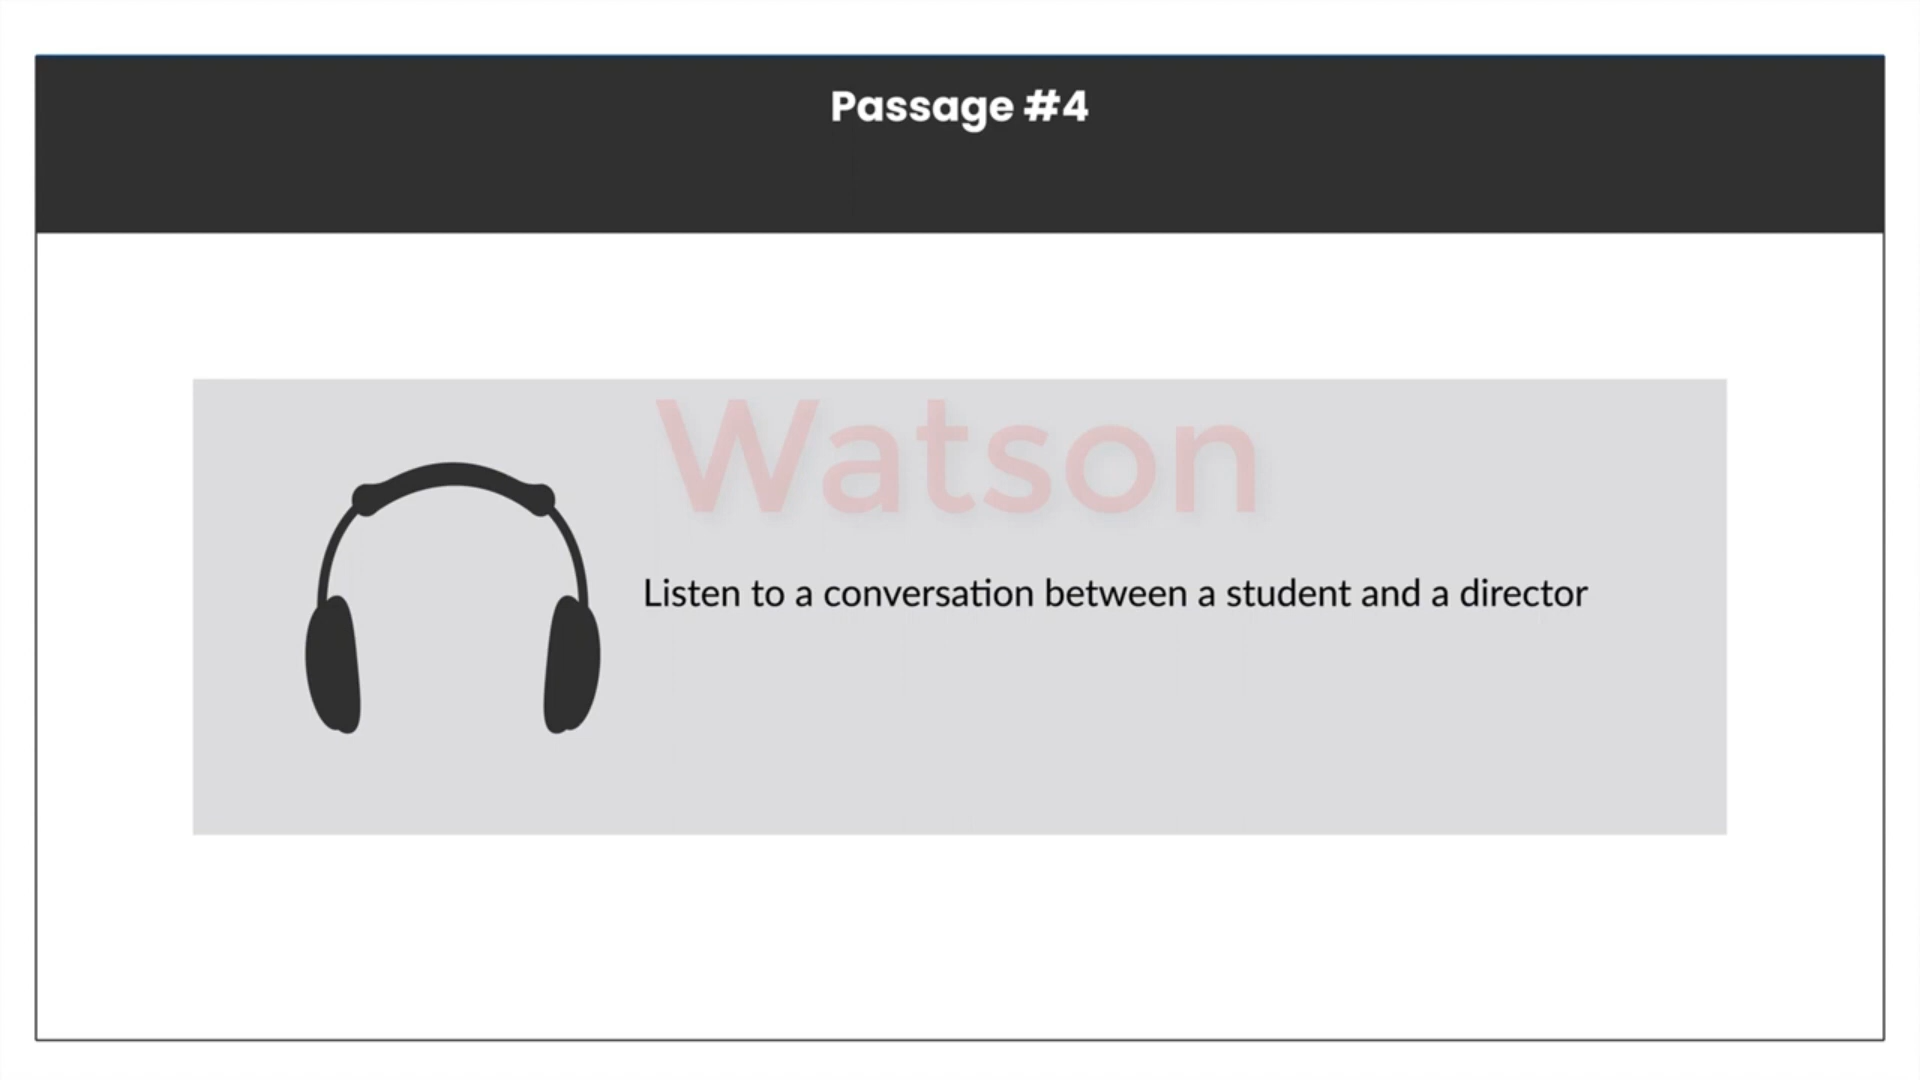 Passage #4
Watson
Listen to a conversation between a student and a director